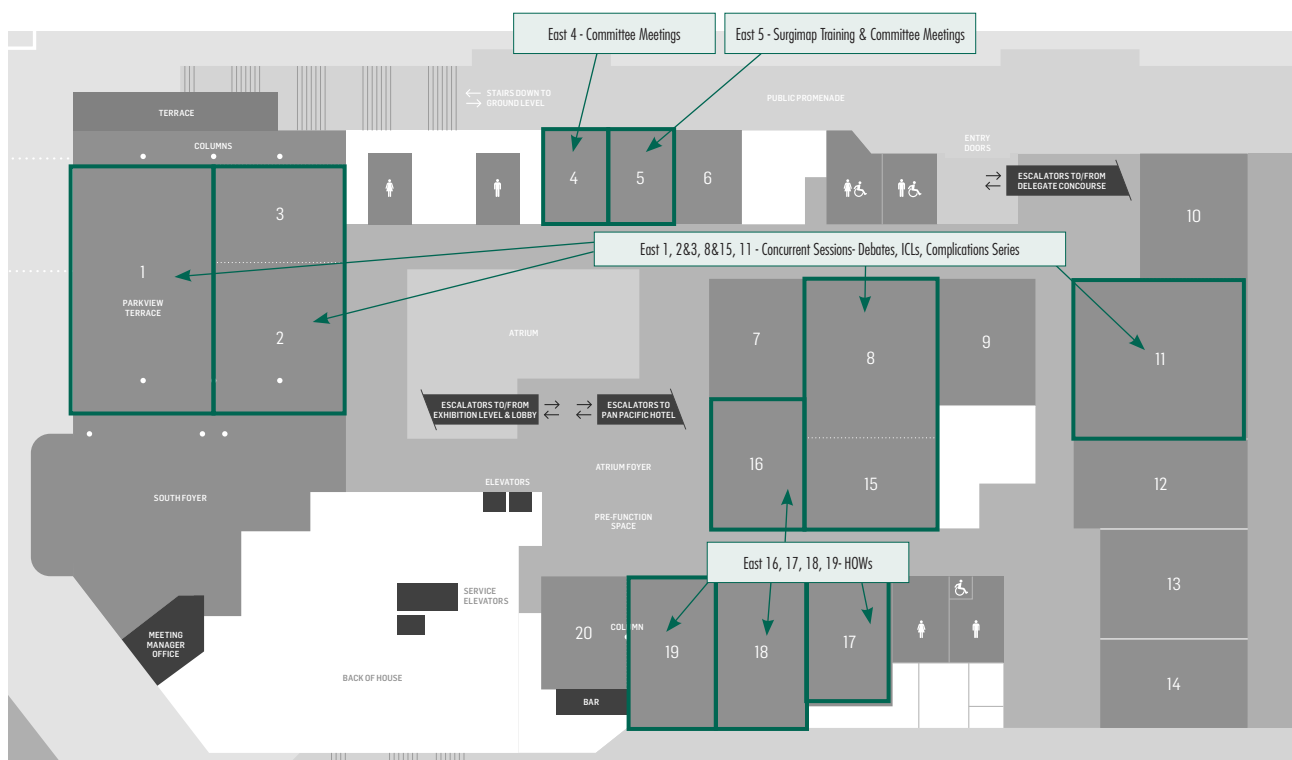 East 4 - Committee Meetings
East 5 - Surgimap Training & Committee Meetings
STAIRS DOWN TO
GROUND LEVEL
PUBLIC PROMENADE
TERRACE
COLUMNS
ENTRY
DOORS
ESCALATORS TO/FROM
DELEGATE CONCOURSE
4
5
6
3
10
East 1, 2&3, 8&15, 11 - Concurrent Sessions- Debates, ICLs, Complications Series
1
PARKVIEW
TERRACE
2
ATRIUM
7
8
9
11
ESCALATORS TO/FROM
EXHIBITION LEVEL & LOBBY
ESCALATORS TO
PAN PACIFIC HOTEL
ATRIUM FOYER
16
15
12
SOUTH FOYER
ELEVATORS
PRE-FUNCTION
SPACE
East 16, 17, 18, 19- HOWs
SERVICE
ELEVATORS
13
20
COLUMN
19
18
17
MEETING
MANAGER
OFFICE
BACK OF HOUSE
BAR
14